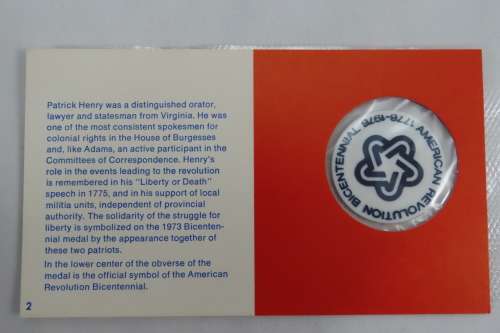 Patrick Henry was a distinguished orator,
lawyer and statesman from Virginia. He was
one of the most consistent spokesmen for
colonial rights in the House of Burgesses
and, like Adams, an active participant in the
Committees of Correspondence. Henry's
role in the events leading to the revolution
is remembered in his "Liberty or Death"
speech in 1775, and in his support of local
militia units, independent of provincial
authority. The solidarity of the struggle for
liberty is symbolized on the 1973 Bicenten-
nial medal by the appearance together of
these two patriots.
In the lower center of the obverse of the
medal is the official symbol of the American
Revolution Bicentennial.
2
AMERICAN REVOLUTION BICENTENNIAL 1776-1976